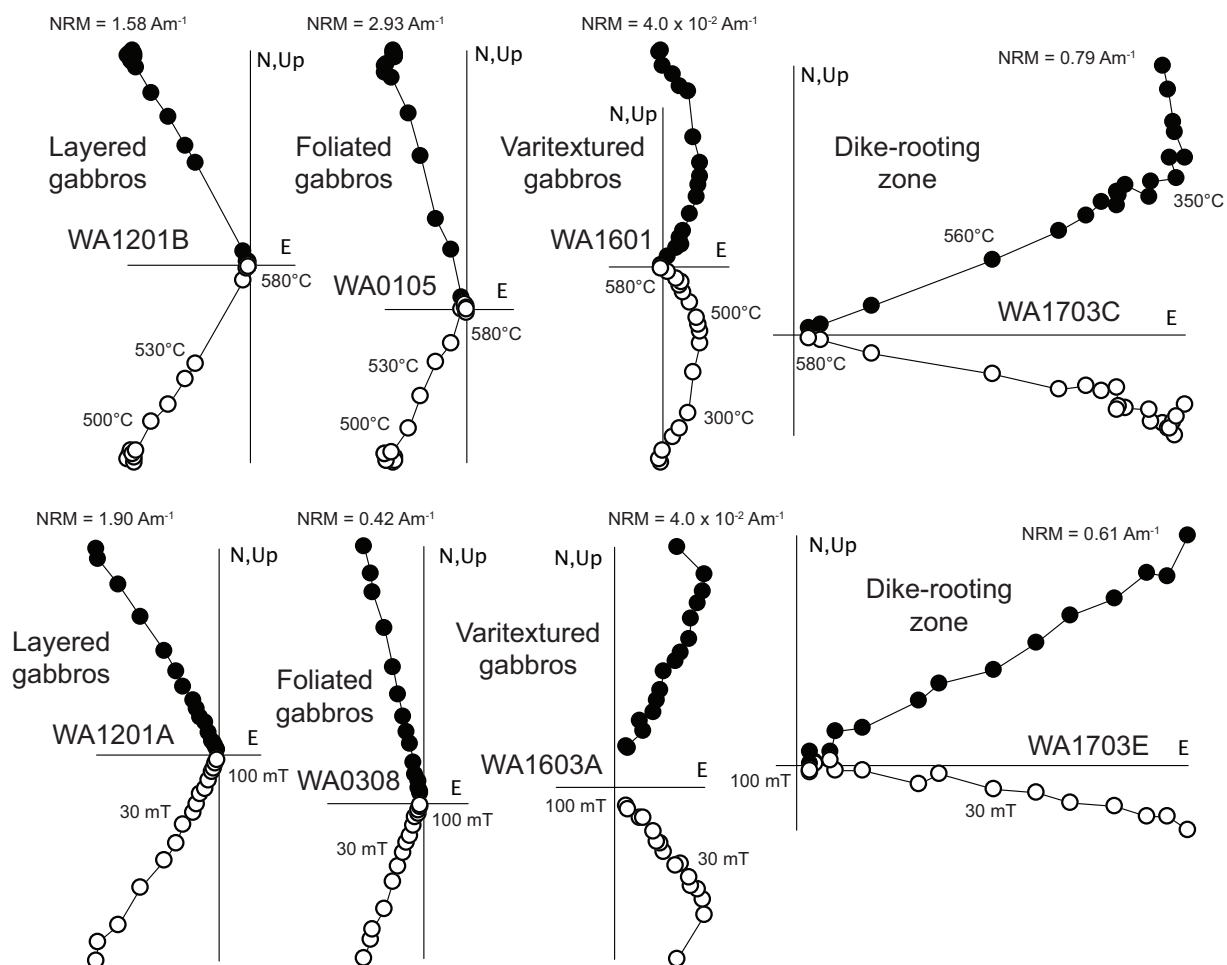 NRM = 1.58 Am-1
N,Up
Layered
gabbros
WA1201B
E
580°C
530°C
500°C
NRM = 2.93 Am-1
N,Up
Foliated
gabbros
WA0105
E
580°C
530°C
500°C
NRM = 4.0 x 10-2 Am-1
N,Up
Varitextured
gabbros
WA1601
E
580°C
500°C
300°C
N,Up
NRM = 0.79 Am-1
Dike-rooting
zone
350°C
560°C
WA1703C
E
580°C
NRM = 1.90 Am-1
N,Up
Layered
gabbros
WA1201A
E
100 mT
30 mT
NRM = 0.42 Am-1
N,Up
Foliated
gabbros
WA0308
E
100 mT
30 mT
NRM = 4.0 x 10-2 Am-1
N,Up
Varitextured
gabbros
WA1603A
E
100 mT
30 mT
N,Up
NRM = 0.61 Am-1
Dike-rooting
zone
WA1703E
E
100 mT
30 mT